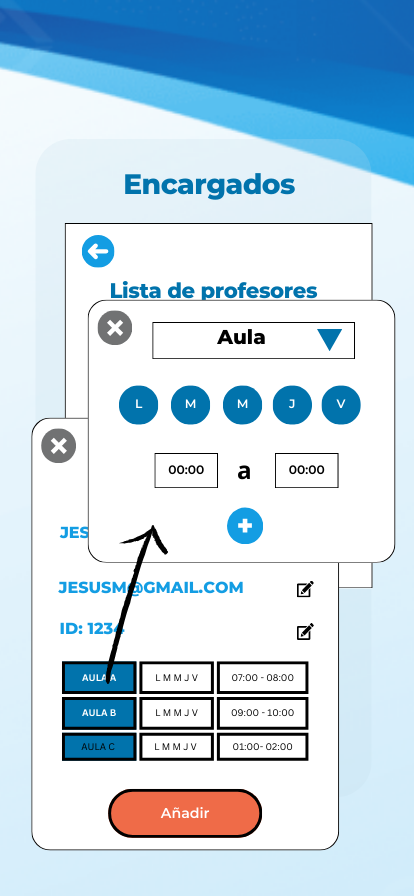 Encargados
Lista de profesores
Aula
L M M J V
00:00 a 00:00
JES
JESUSM@GMAIL.COM
ID: 1234
AULA A L M M J V 07:00 - 08:00
AULA B L M M J V 09:00 - 10:00
AULA C L M M J V 01:00- 02:00
Añadir